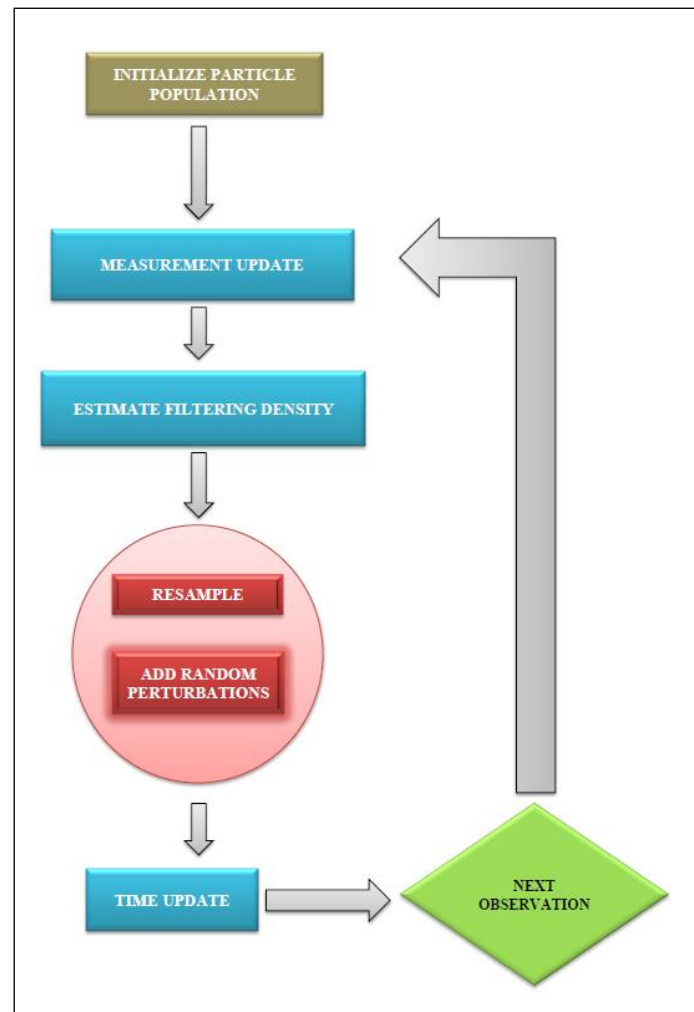 INITIALIZE PARTICLE
POPULATION
MEASUREMENT UPDATE
ESTIMATE FILTERING DENSITY
RESAMPLE
ADD RANDOM
PERTURBATIONS
TIME UPDATE
NEXT
OBSERVATION